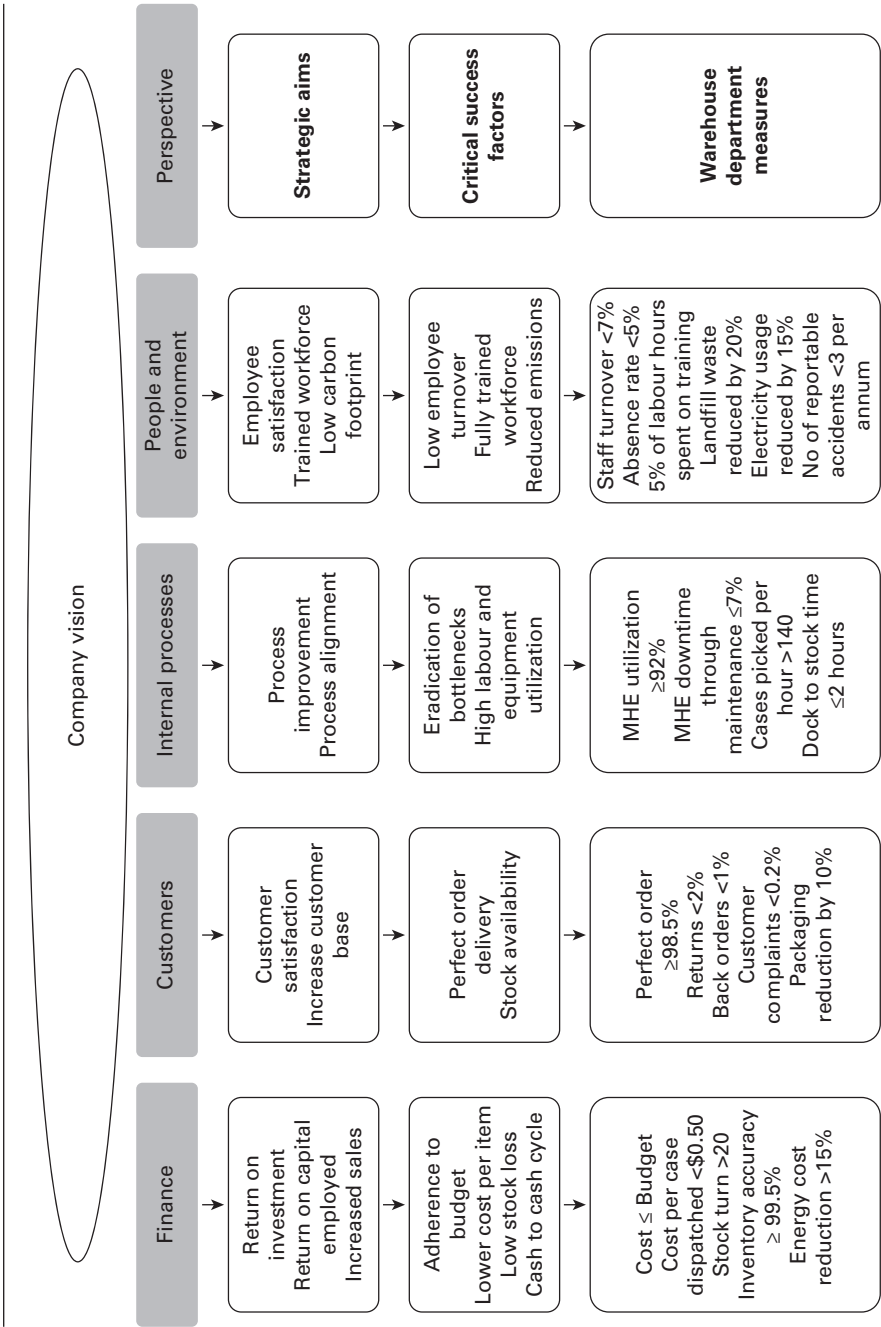 Company vision
Finance
Customers
Internal processes
People and
environment
Perspective
Return on
investment
Return on capital
employed
Increased sales
Customer
satisfaction
Increase customer
base
Process
improvement
Process alignment
Employee
satisfaction
Trained workforce
Low carbon
footprint
Strategic aims
Adherence to
budget
Lower cost per item
Low stock loss
Cash to cash cycle
Perfect order
delivery
Stock availability
Eradication of
bottlenecks
High labour and
equipment
utilization
Low employee
turnover
Fully trained
workforce
Reduced emissions
Critical success
factors
Cost ≤ Budget
Cost per case
dispatched <$0.50
Stock turn >20
Inventory accuracy
≥ 99.5%
Energy cost
reduction >15%
Perfect order
≥98.5%
Returns <2%
Back orders <1%
Customer
complaints <0.2%
Packaging
reduction by 10%
MHE utilization
≥92%
MHE downtime
through
maintenance ≤7%
Cases picked per
hour >140
Dock to stock time
≤2 hours
Staff turnover <7%
Absence rate <5%
5% of labour hours
spent on training
Landfill waste
reduced by 20%
Electricity usage
reduced by 15%
No of reportable
accidents <3 per
annum
Warehouse
department
measures